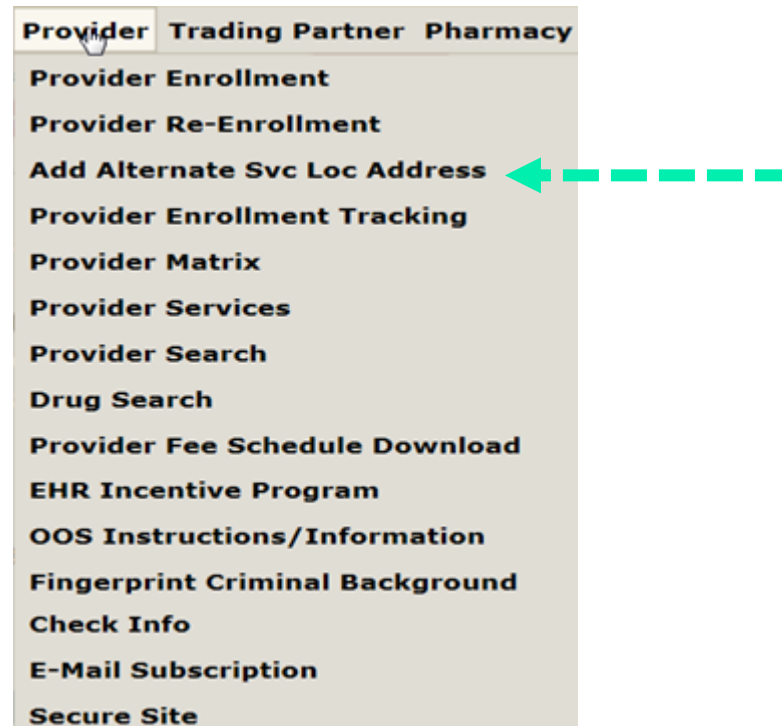 Provider Trading Partner Pharmacy
Provider Enrollment
Provider Re-Enrollment
Add Alternate Svc Loc Address
Provider Enrollment Tracking
Provider Matrix
Provider Services
Provider Search
Drug Search
Provider Fee Schedule Download
EHR Incentive Program
OOS Instructions/Information
Fingerprint Criminal Background
Check Info
E-Mail Subscription
Secure Site